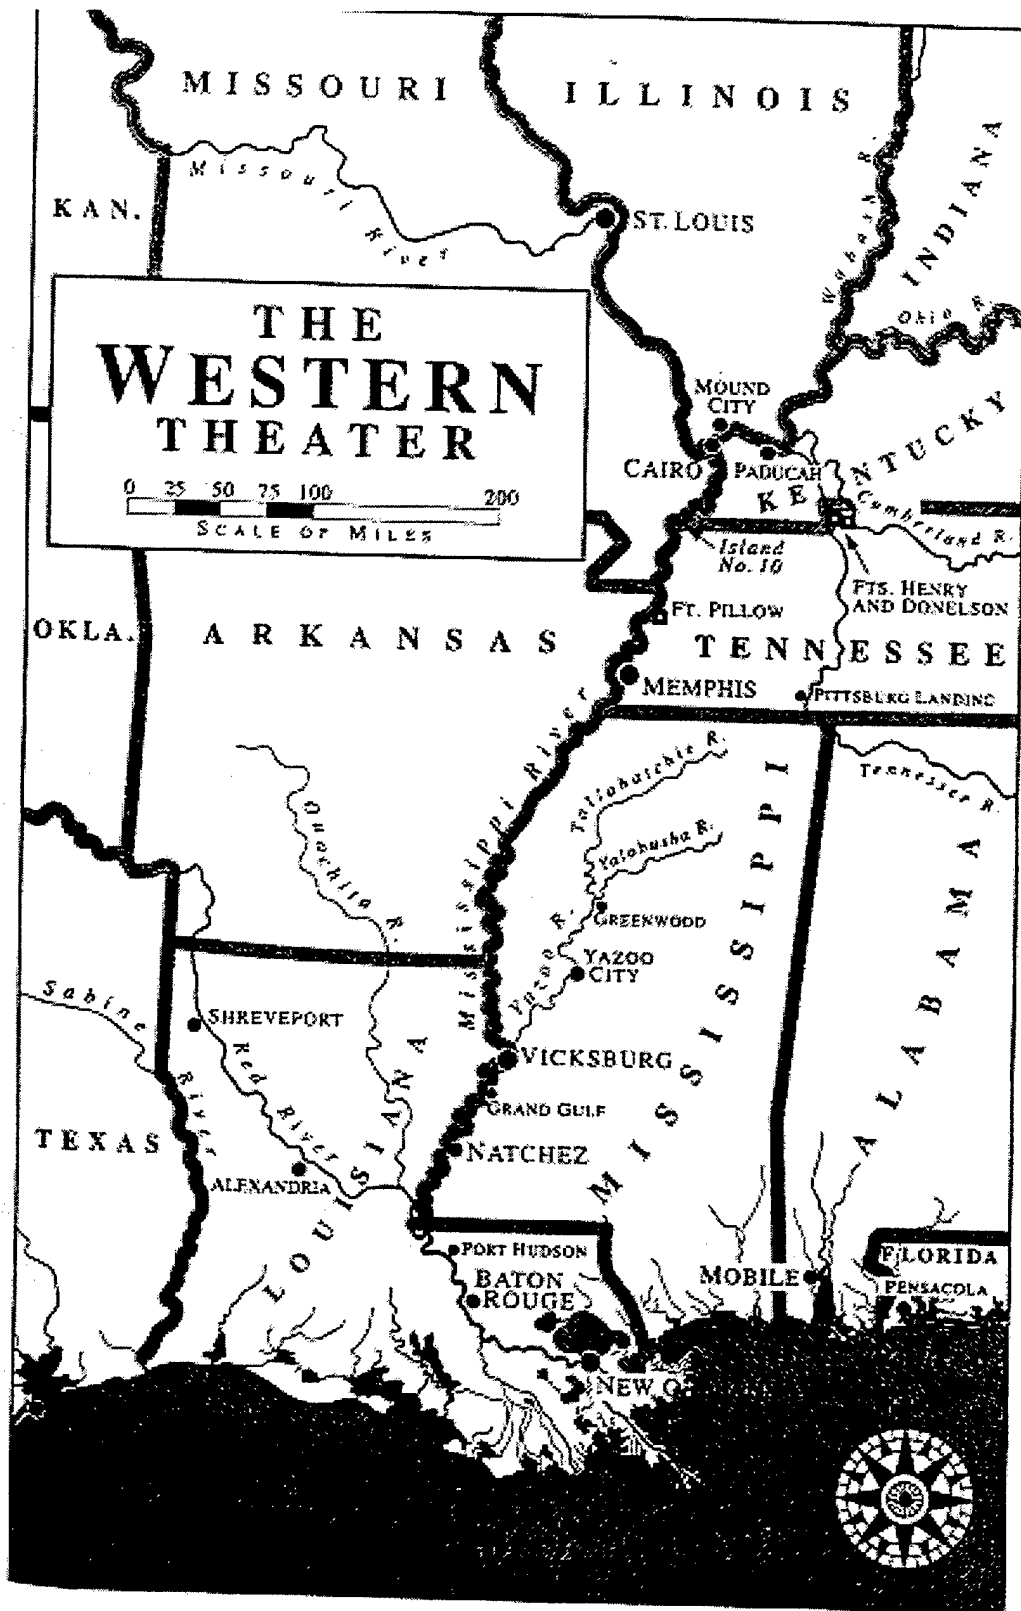 MISSOURI
ILLINOIS
Missouri River
KAN.
ST. LOUIS
Wabash R.
INDIANA
Ohio R.
THE
WESTERN
THEATER
0 25 50 75 100 200
SCALE OF MILES
MOUND
CITY
CAIRO
PADUCAH
KENTUCKY
Cumberland R.
Island
No. 10
FTS. HENRY
AND DONELSON
FT. PILLOW
OKLA.
ARKANSAS
TENNESSEE
MEMPHIS
PITTSBURG LANDING
Mississippi River
Tennessee R.
Tallahatchie R.
Yalobusha R.
Ouachita R.
GREENWOOD
Yazoo R.
YAZOO
CITY
Mississippi
MISSISSIPPI
ALABAMA
Sabine River
SHREVEPORT
Red River
VICKSBURG
GRAND GULF
TEXAS
NATCHEZ
ALEXANDRIA
LOUISIANA
PORT HUDSON
BATON
ROUGE
MOBILE
FLORIDA
PENSACOLA
NEW O